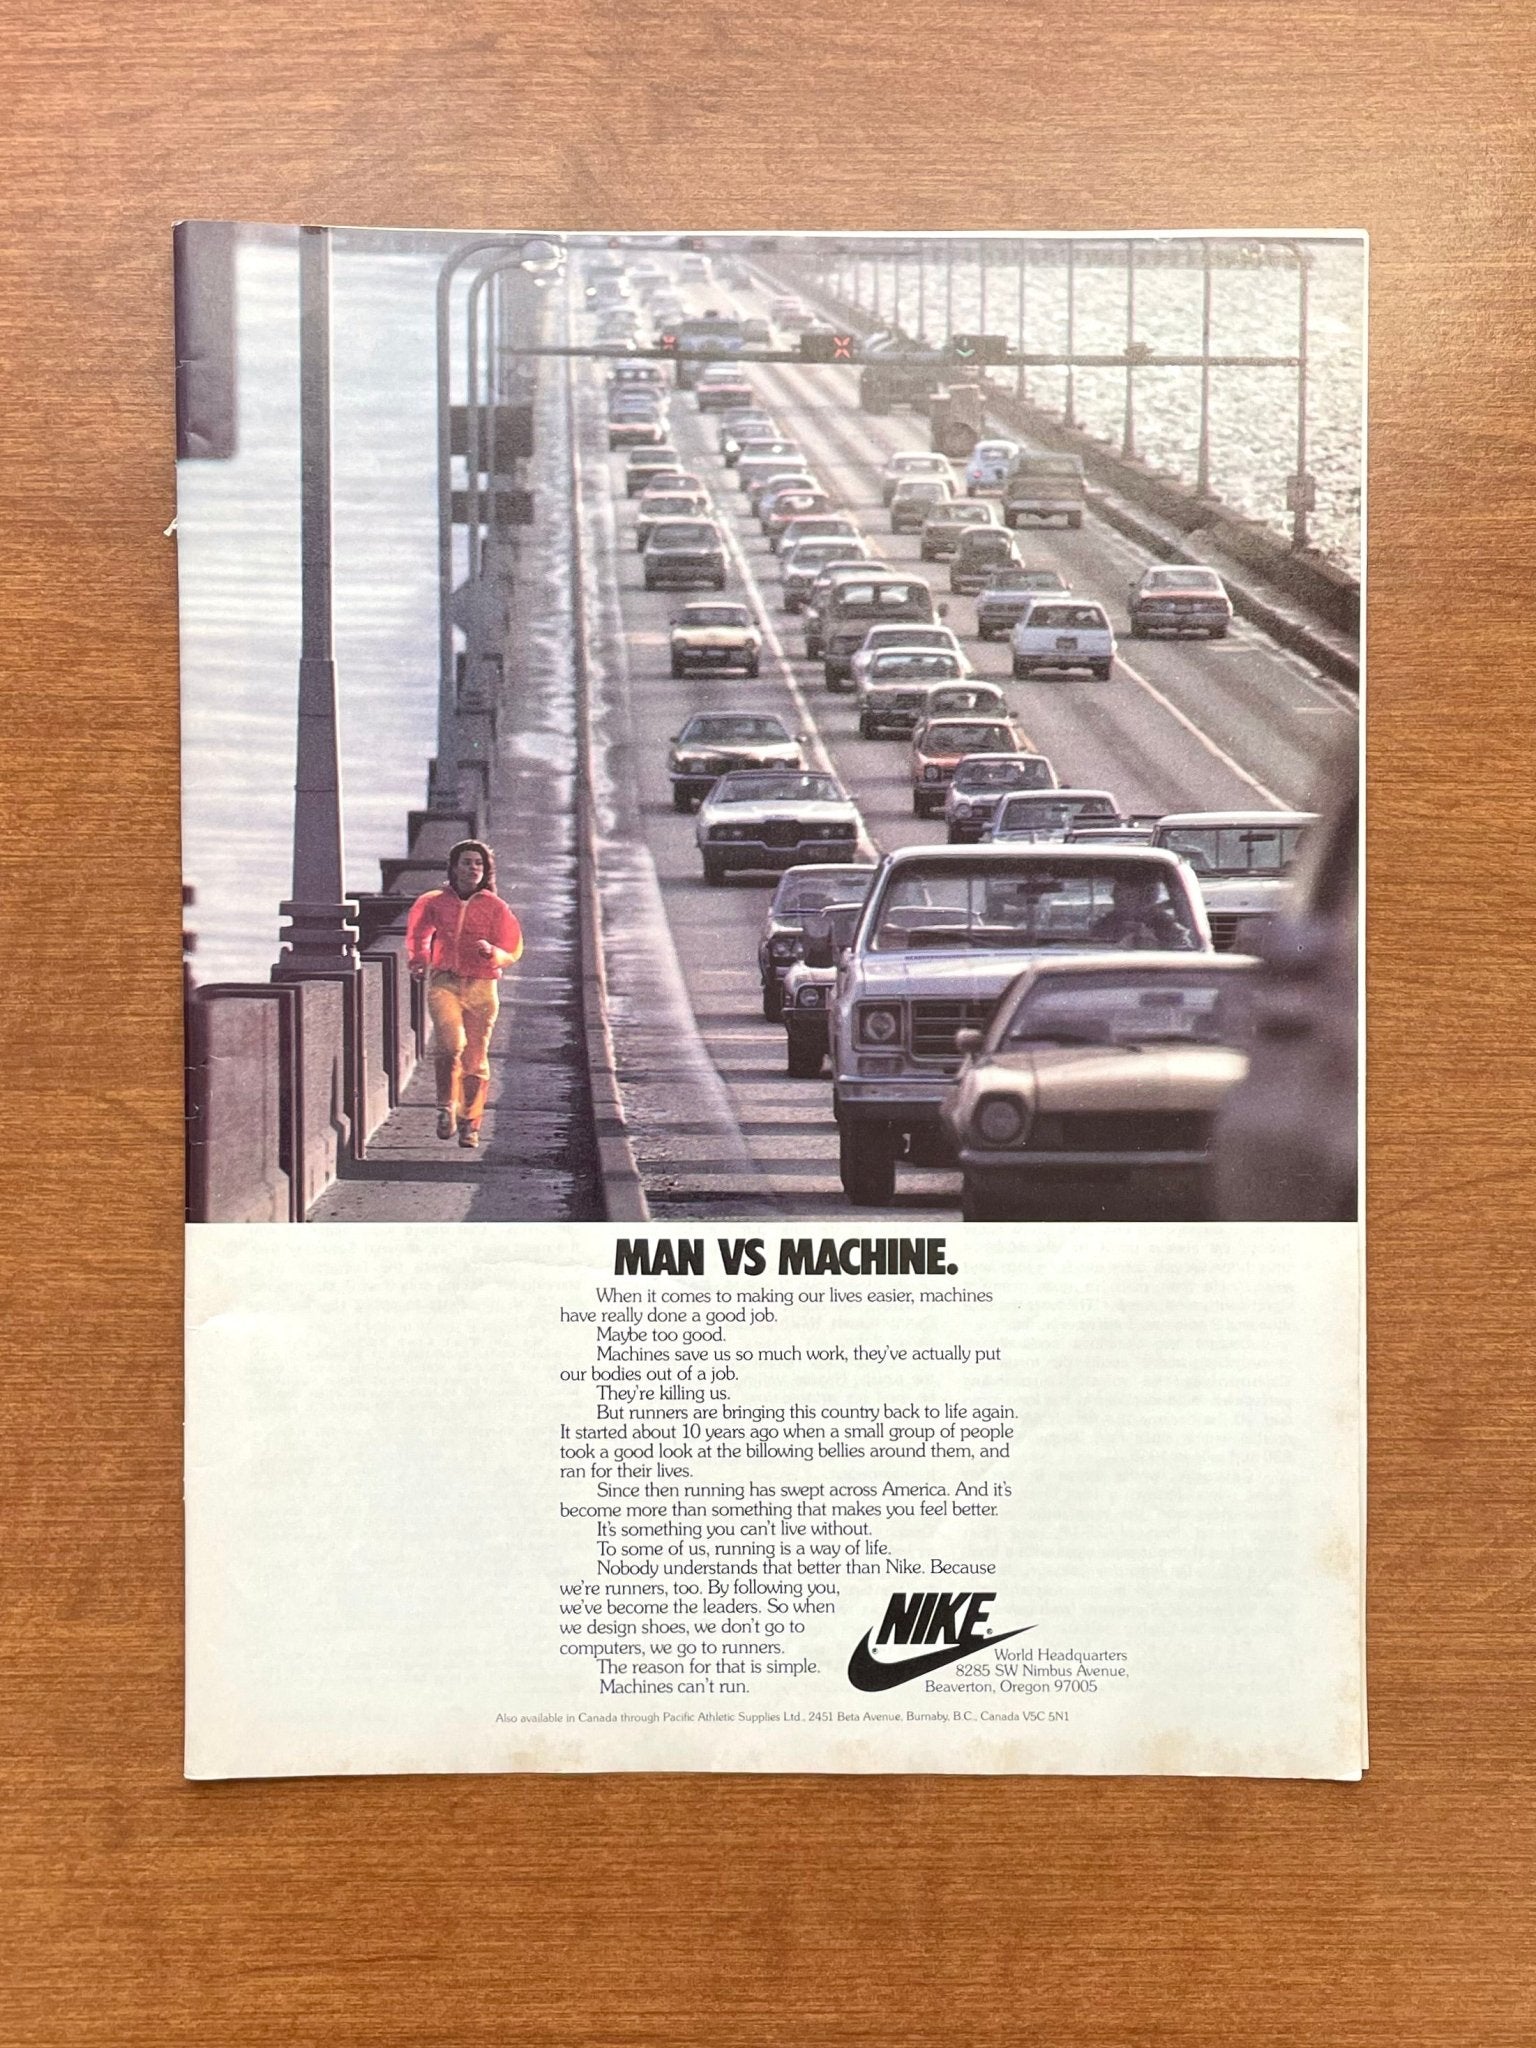 MAN VS MACHINE.
When it comes to making our lives easier, machines
have really done a good job.
Maybe too good.
Machines save us so much work, they've actually put
our bodies out of a job.
They're killing us.
But runners are bringing this country back to life again.
It started about 10 years ago when a small group of people
took a good look at the billowing bellies around them, and
ran for their lives.
Since then running has swept across America. And it's
become more than something that makes you feel better.
It's something you can't live without.
To some of us, running is a way of life.
Nobody understands that better than Nike. Because
we're runners, too. By following you,
we've become the leaders. So when
we design shoes, we don't go to
computers, we go to runners.
The reason for that is simple.
Machines can't run.
NIKE®
®
World Headquarters
8285 SW Nimbus Avenue,
Beaverton, Oregon 97005
Also available in Canada through Pacific Athletic Supplies Ltd., 2451 Beta Avenue, Burnaby, B.C., Canada V5C 5N1